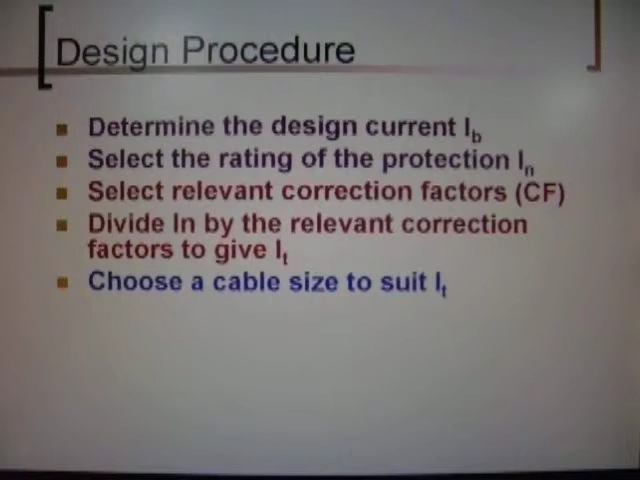 Design Procedure
Determine the design current Ib
Select the rating of the protection In
Select relevant correction factors (CF)
Divide In by the relevant correction
factors to give It
Choose a cable size to suit It